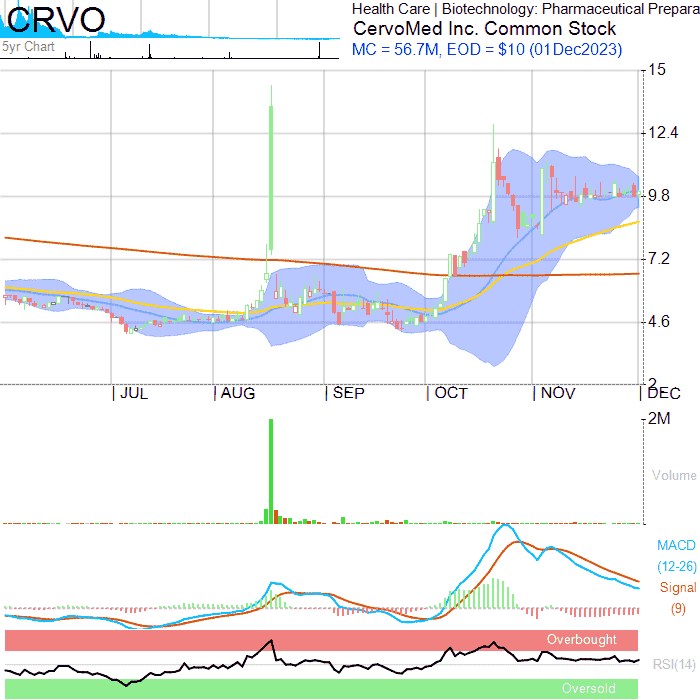 CRVO
5yr Chart
Health Care | Biotechnology: Pharmaceutical Prepara
CervoMed Inc. Common Stock
MC = 56.7M, EOD = $10 (01Dec2023)
15
12.4
9.8
7.2
4.6
2
JUL AUG SEP OCT NOV DEC
2M
Volume
MACD
(12-26)
Signal
(9)
Overbought
RSI(14)
Oversold